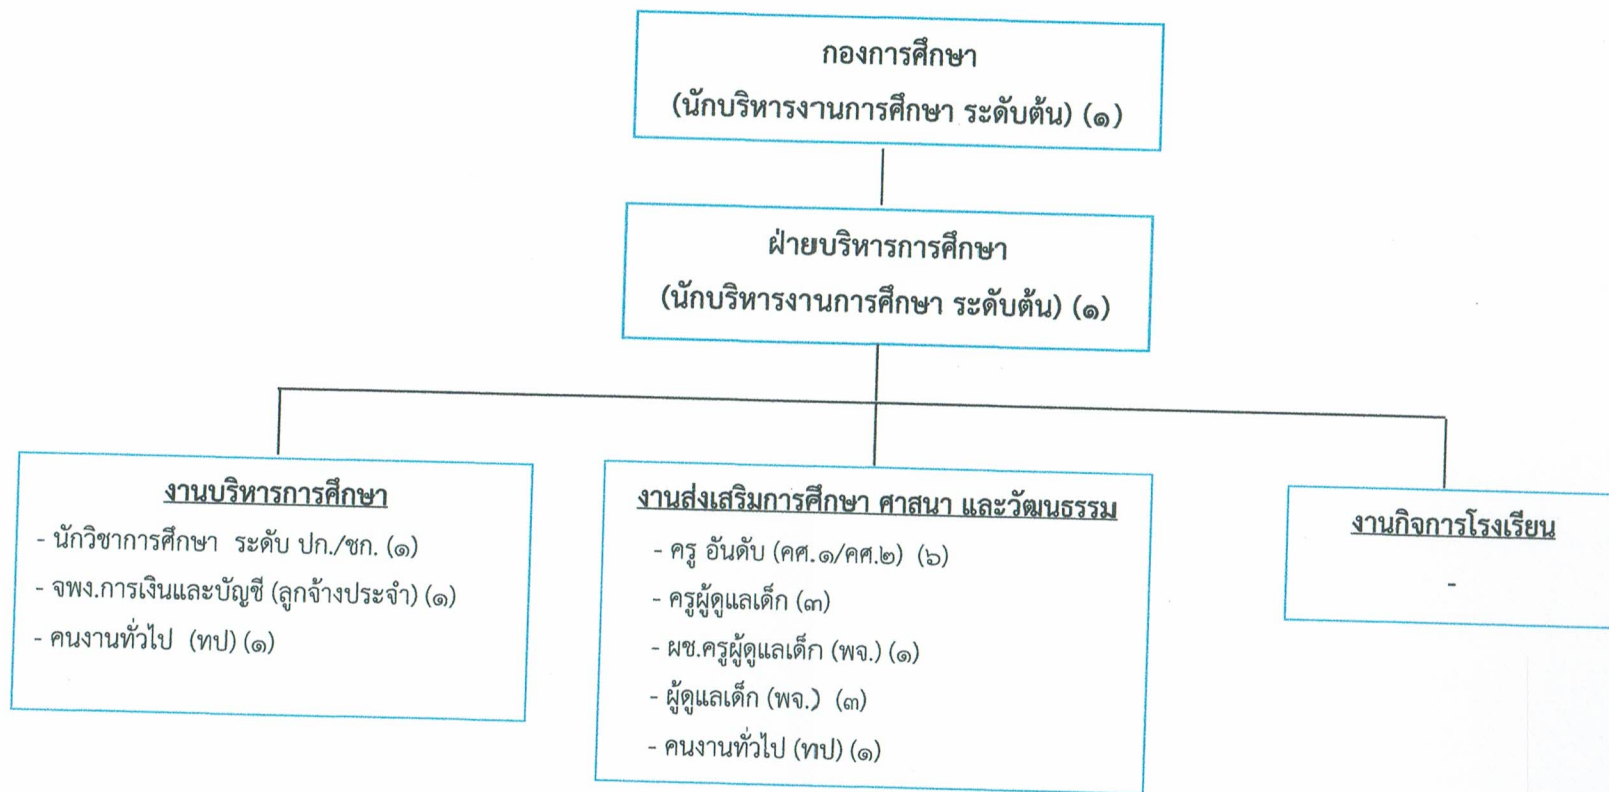 กองการศึกษา
(นักบริหารงานการศึกษา ระดับต้น) (๑)
ฝ่ายบริหารการศึกษา
(นักบริหารงานการศึกษา ระดับต้น) (๑)
งานบริหารการศึกษา
- นักวิชาการศึกษา ระดับ ปก./ชก. (๑)
- จพง.การเงินและบัญชี (ลูกจ้างประจำ) (๑)
- คนงานทั่วไป (ทป) (๑)
งานส่งเสริมการศึกษา ศาสนา และวัฒนธรรม
- ครู อันดับ (คศ.๑/คศ.๒) (๖)
- ครูผู้ดูแลเด็ก (๓)
- ผช.ครูผู้ดูแลเด็ก (พจ.) (๑)
- ผู้ดูแลเด็ก (พจ.) (๓)
- คนงานทั่วไป (ทป) (๑)
งานกิจการโรงเรียน
-